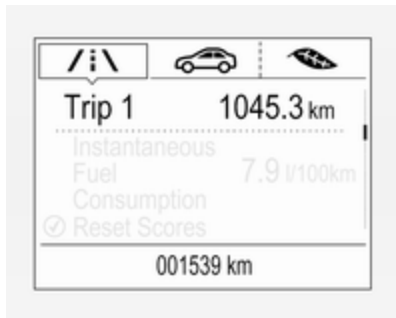 Trip 1 1045.3 km
Instantaneous
Fuel 7.9 l/100km
Consumption
Reset Scores
001539 km